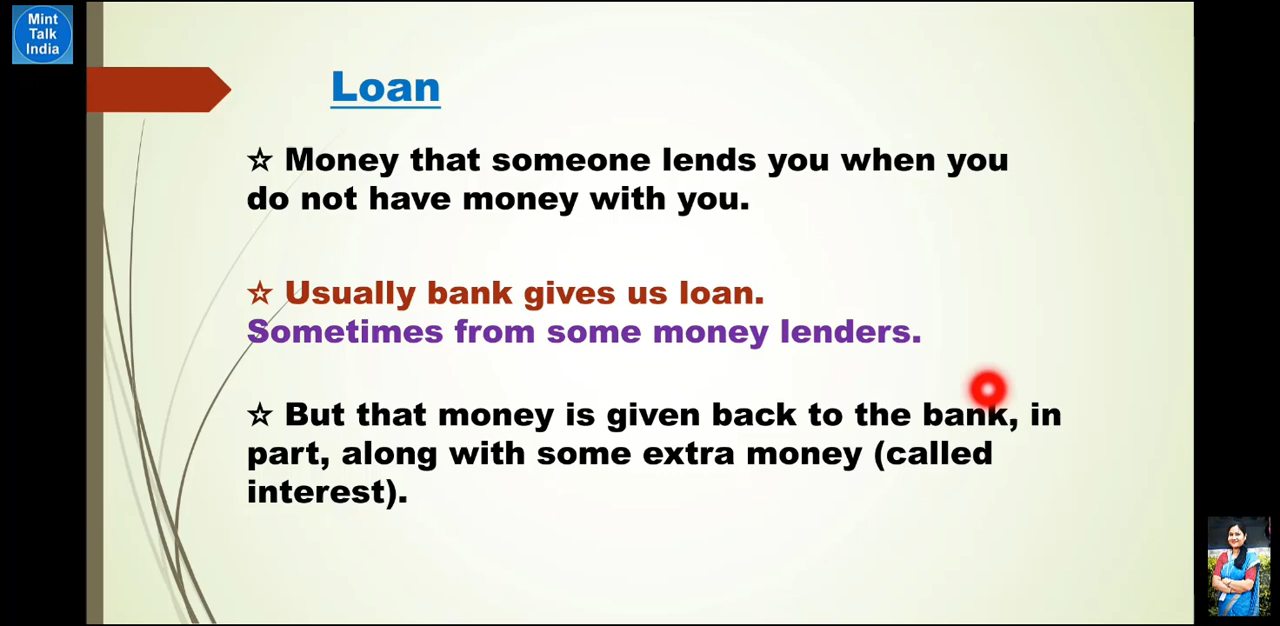 Mint
Talk
India
Loan
☆ Money that someone lends you when you
do not have money with you.
☆ Usually bank gives us loan.
Sometimes from some money lenders.
☆ But that money is given back to the bank, in
part, along with some extra money (called
interest).